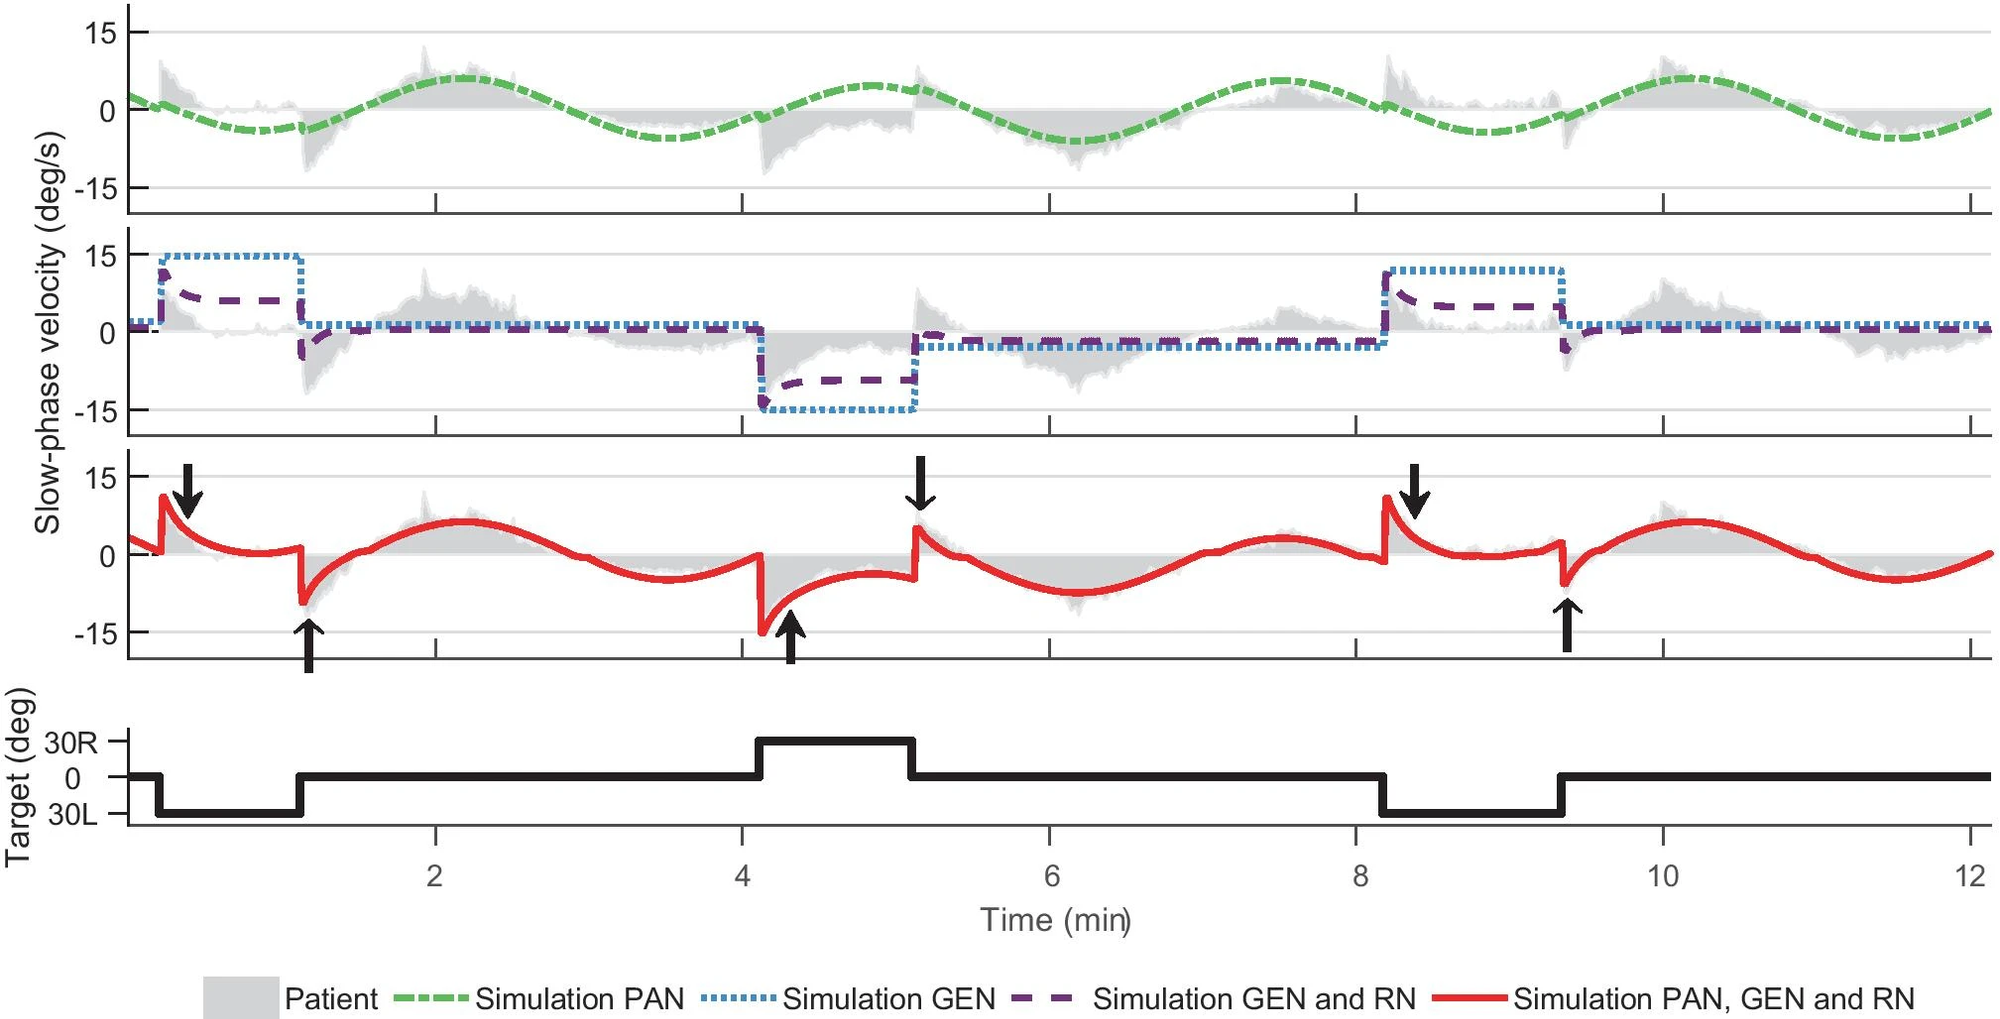 Slow-phase velocity (deg/s)
15
0
-15
15
0
-15
15
0
-15
Target (deg)
30R
0
30L
2 4 6 8 10 12
Time (min)
Patient Simulation PAN Simulation GEN Simulation GEN and RN Simulation PAN, GEN and RN